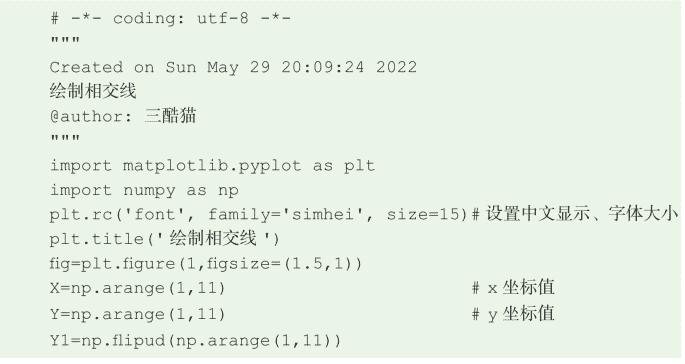 # -*- coding: utf-8 -*-
"""
Created on Sun May 29 20:09:24 2022
绘制相交线
@author: 三酷猫
"""
import matplotlib.pyplot as plt
import numpy as np
plt.rc('font', family='simhei', size=15)# 设置中文显示、字体大小
plt.title(' 绘制相交线 ')
fig=plt.figure(1,figsize=(1.5,1))
X=np.arange(1,11) # x 坐标值
Y=np.arange(1,11) # y 坐标值
Y1=np.flipud(np.arange(1,11))